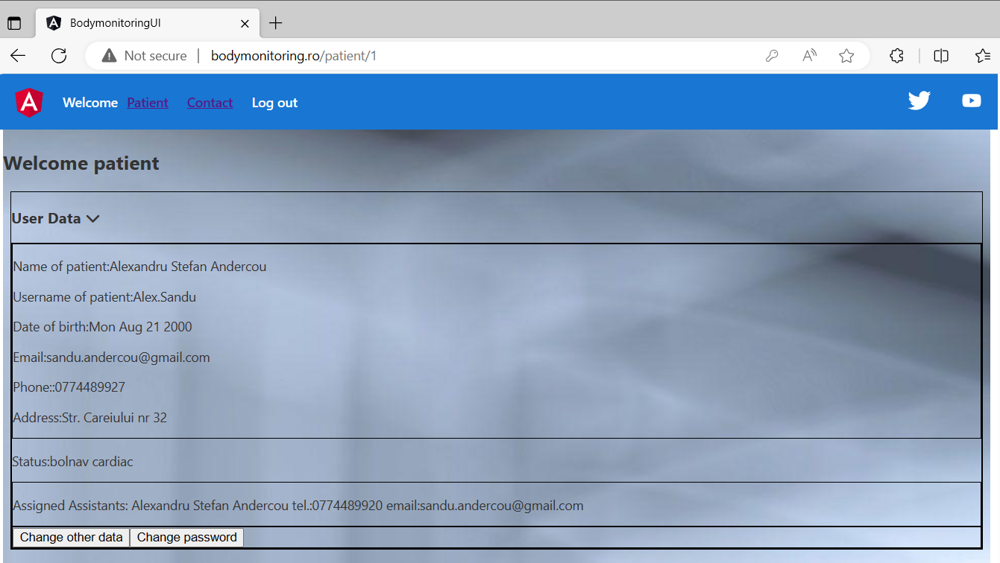 BodymonitoringUI
Not secure | bodymonitoring.ro/patient/1
Welcome Patient Contact Log out
Welcome patient
User Data
Name of patient:Alexandru Stefan Andercou
Username of patient:Alex.Sandu
Date of birth:Mon Aug 21 2000
Email:sandu.andercou@gmail.com
Phone::0774489927
Address:Str. Careiului nr 32
Status:bolnav cardiac
Assigned Assistants: Alexandru Stefan Andercou tel.:0774489920 email:sandu.andercou@gmail.com
Change other data Change password